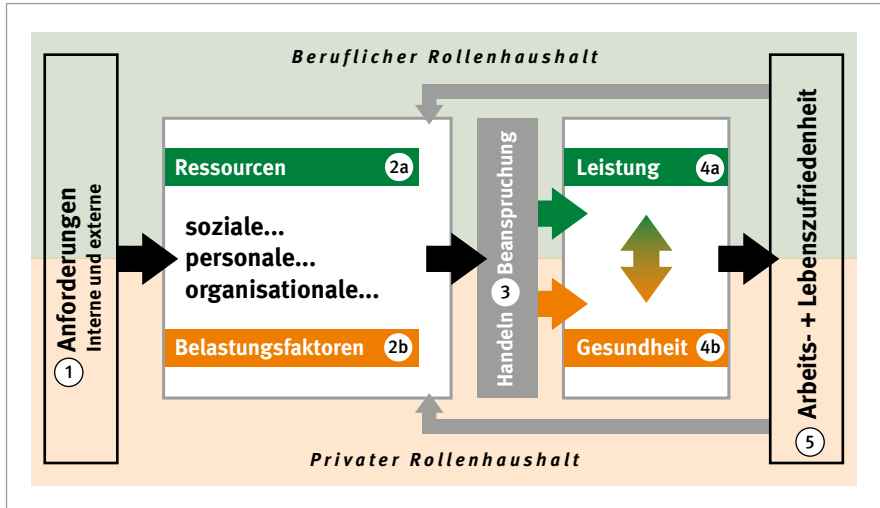 Beruflicher Rollenhaushalt
1 Anforderungen
Interne und externe
Ressourcen 2a
soziale...
personale...
organisationale...
Belastungsfaktoren 2b
Handeln 3 Beanspruchung
Leistung 4a
Gesundheit 4b
5 Arbeits- + Lebenszufriedenheit
Privater Rollenhaushalt